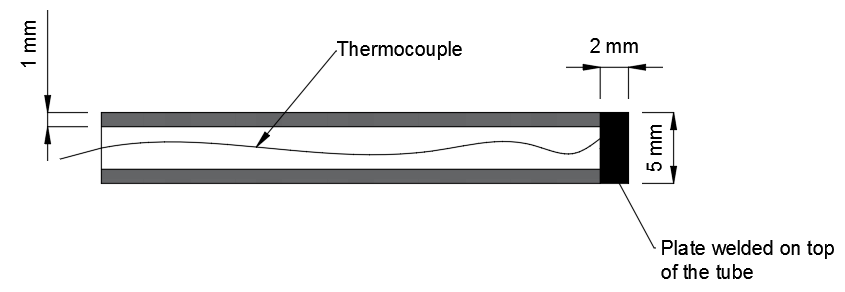 1 mm
Thermocouple
2 mm
5 mm
Plate welded on top
of the tube